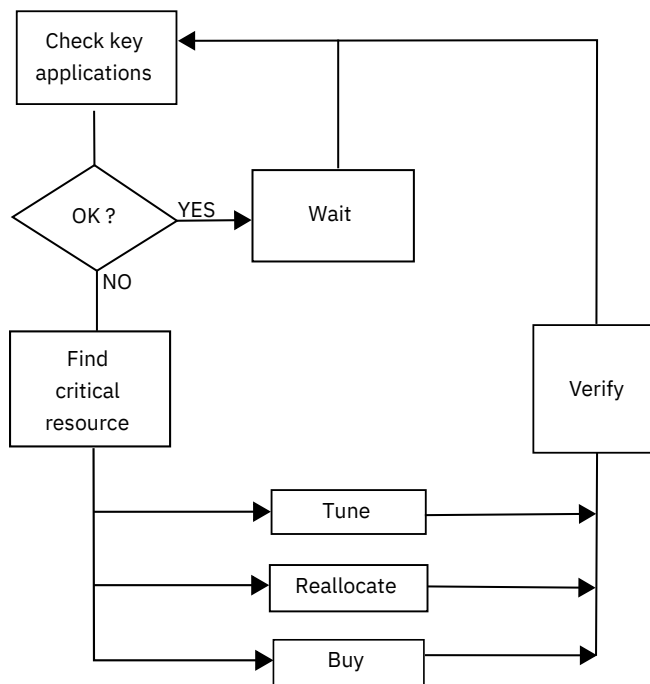 Check key
applications
OK ?
YES
Wait
NO
Find
critical
resource
Verify
Tune
Reallocate
Buy